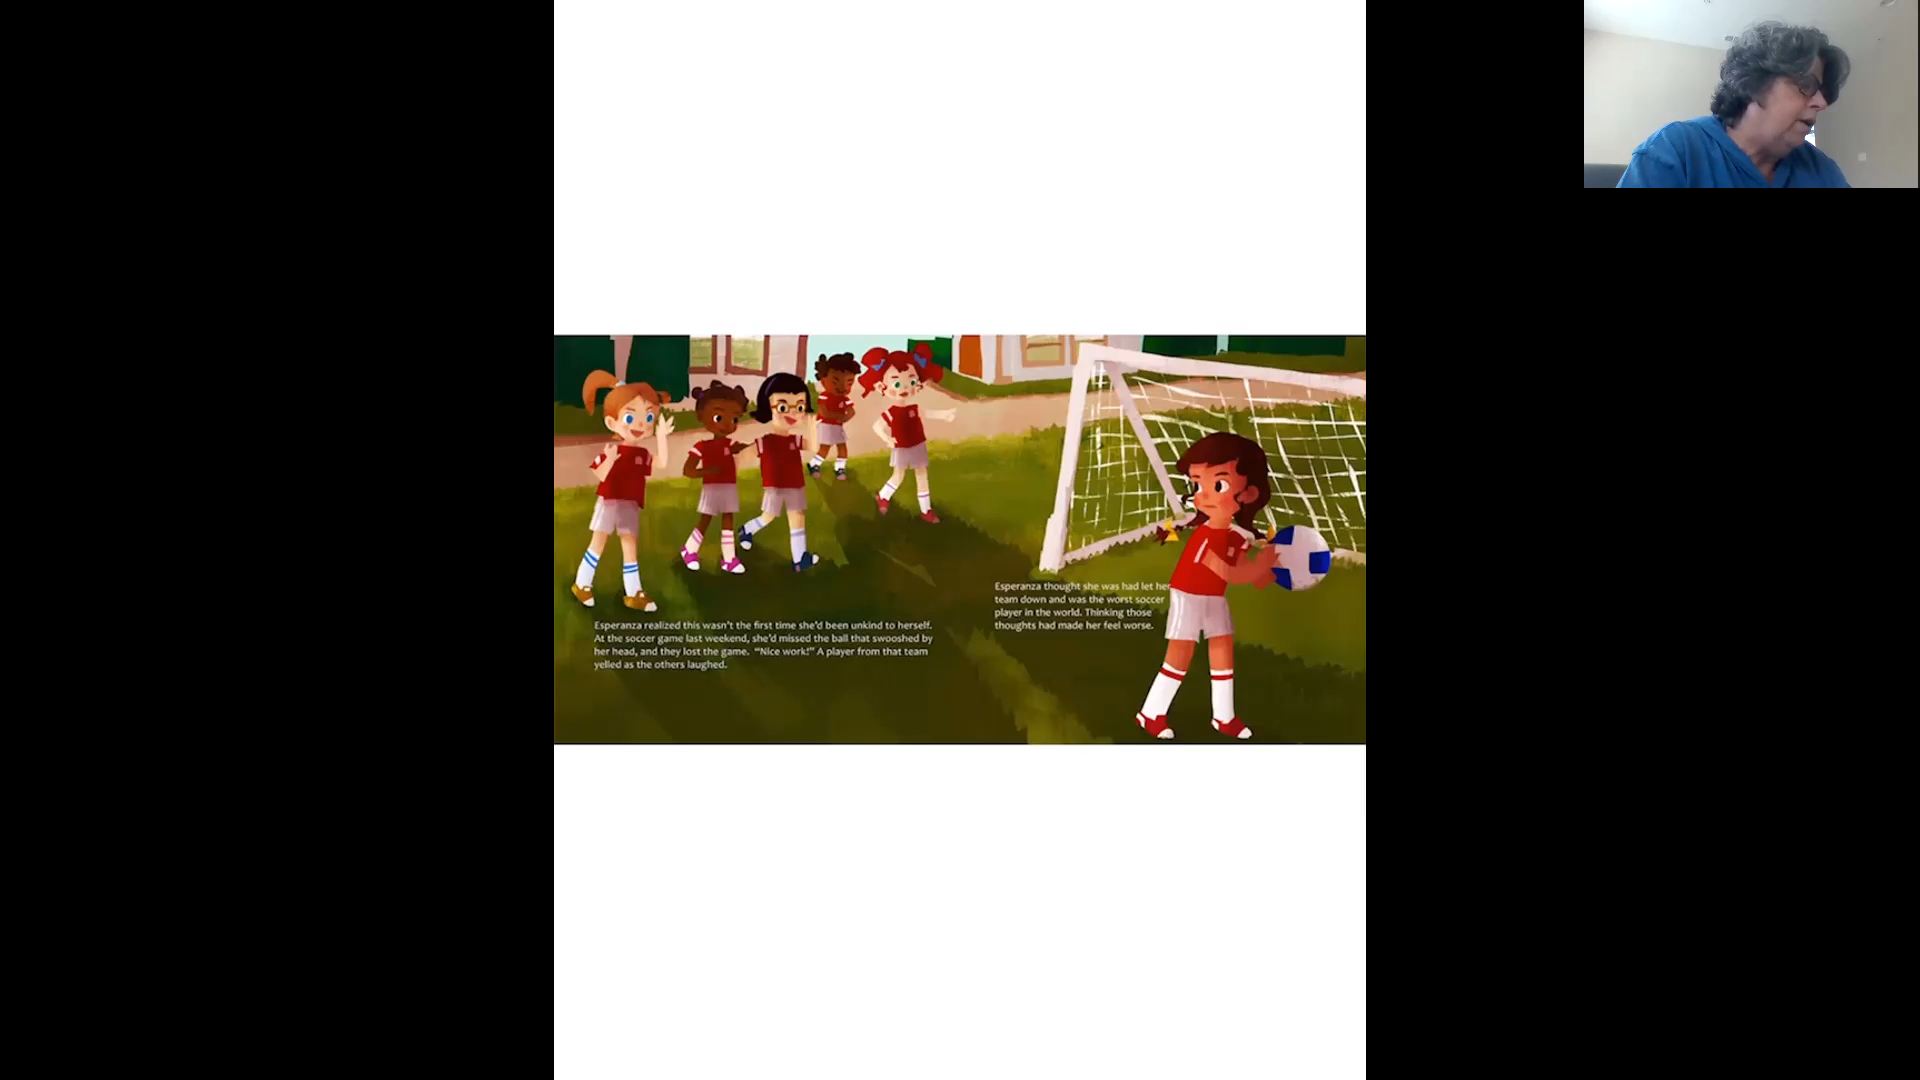 Esperanza realized this wasn't the first time she'd been unkind to herself.
At the soccer game last weekend, she'd missed the ball that swooshed by
her head, and they lost the game. "Nice work!" A player from that team
yelled as the others laughed.
Esperanza thought she was had let her
team down and was the worst soccer
player in the world. Thinking those
thoughts had made her feel worse.